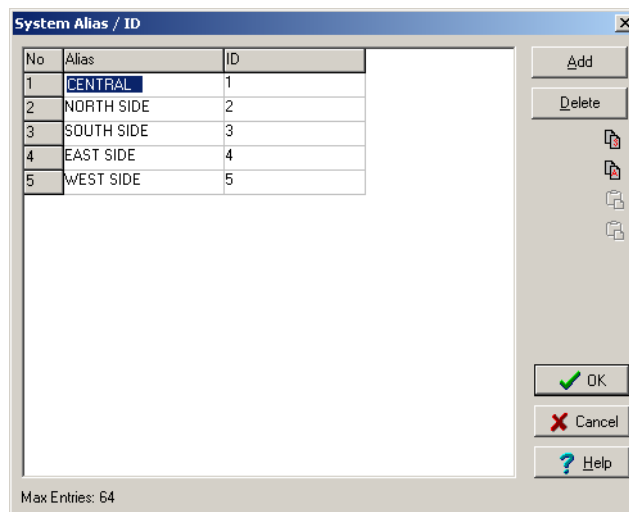 System Alias / ID
No Alias ID
1 CENTRAL 1
2 NORTH SIDE 2
3 SOUTH SIDE 3
4 EAST SIDE 4
5 WEST SIDE 5
Add
Delete
OK
Cancel
Help
Max Entries: 64